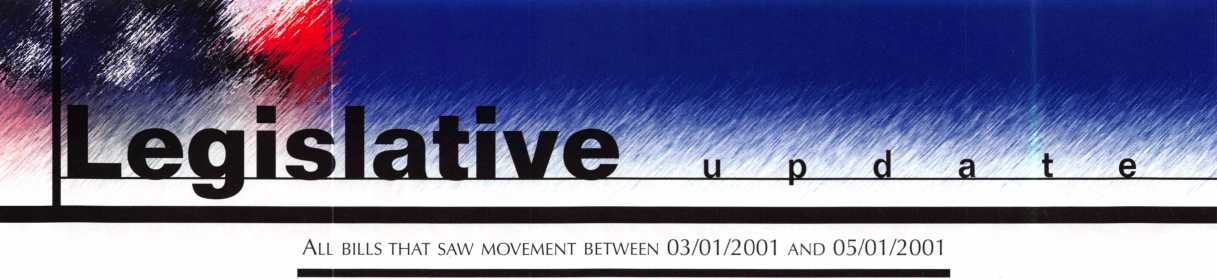 Legislative update
ALL BILLS THAT SAW MOVEMENT BETWEEN 03/01/2001 AND 05/01/2001